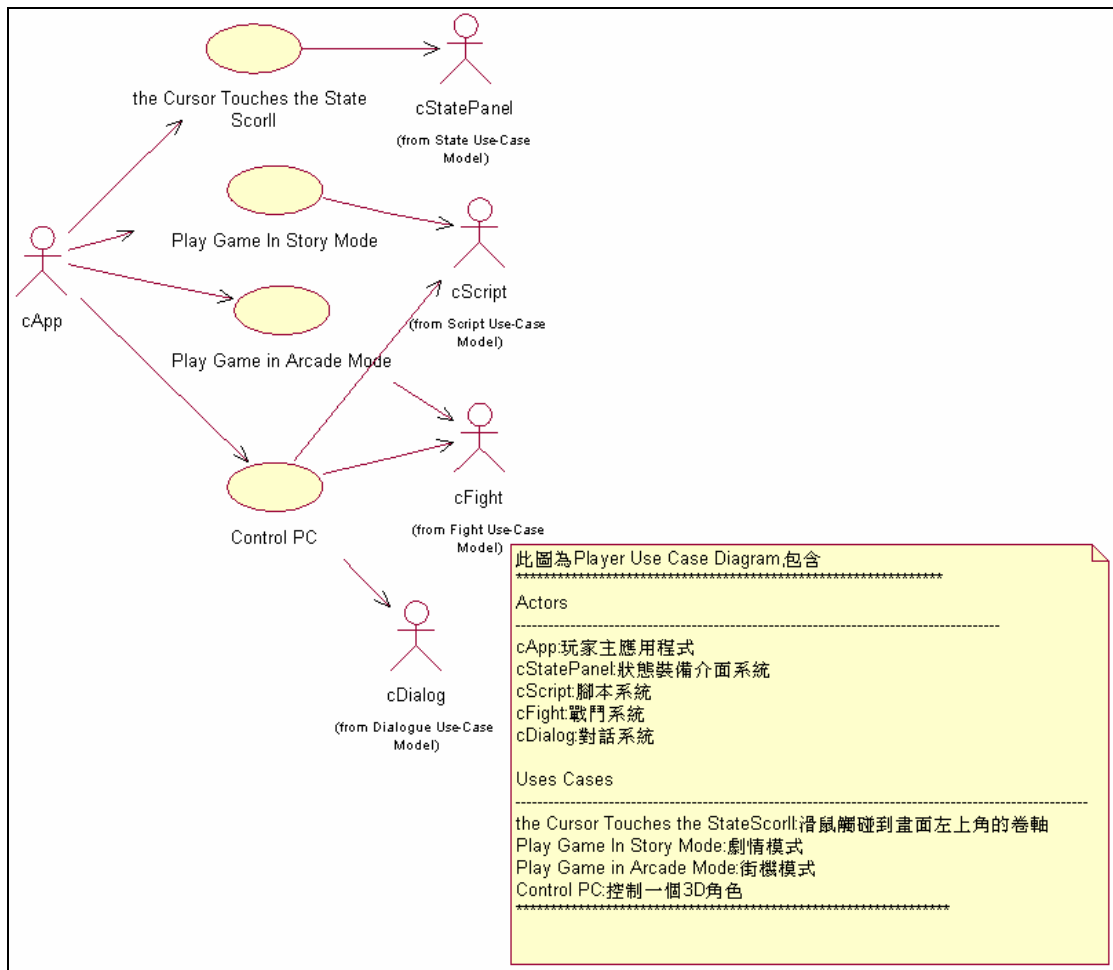 the Cursor Touches the State
Scorll
cStatePanel
(from State Use-Case
Model)
Play Game In Story Mode
cScript
(from Script Use-Case
Model)
cApp
Play Game in Arcade Mode
cFight
(from Fight Use-Case
Model)
Control PC
cDialog
(from Dialogue Use-Case
Model)
此圖為Player Use Case Diagram,包含
*************************************************************
Actors
----------------------------------------------------------------------
cApp:玩家主應用程式
cStatePanel:狀態裝備介面系統
cScript:腳本系統
cFight:戰鬥系統
cDialog:對話系統
Uses Cases
-----------------------------------------------------------------------------------
the Cursor Touches the StateScorll:滑鼠觸碰到畫面左上角的卷軸
Play Game In Story Mode:劇情模式
Play Game in Arcade Mode:街機模式
Control PC:控制一個3D角色
**************************************************************